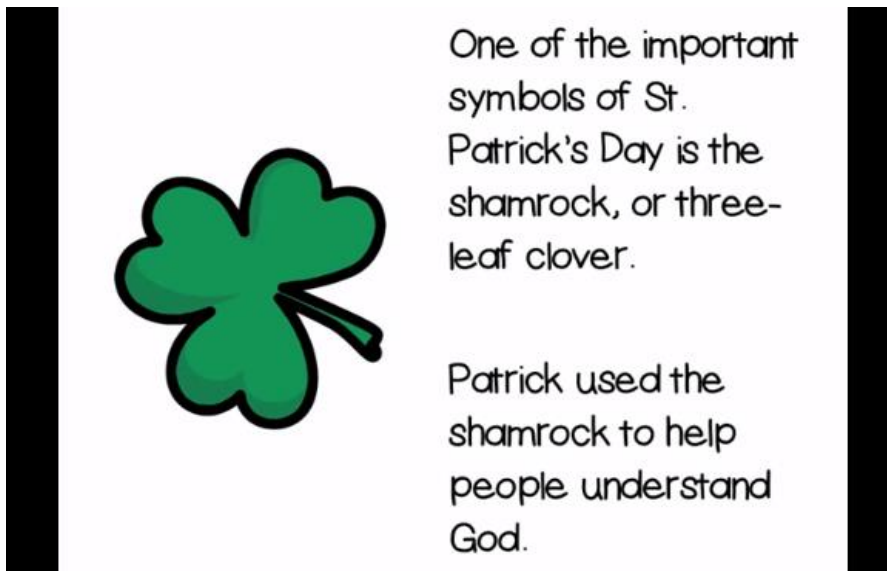 One of the important
symbols of St.
Patrick's Day is the
shamrock, or three-
leaf clover.
Patrick used the
shamrock to help
people understand
God.